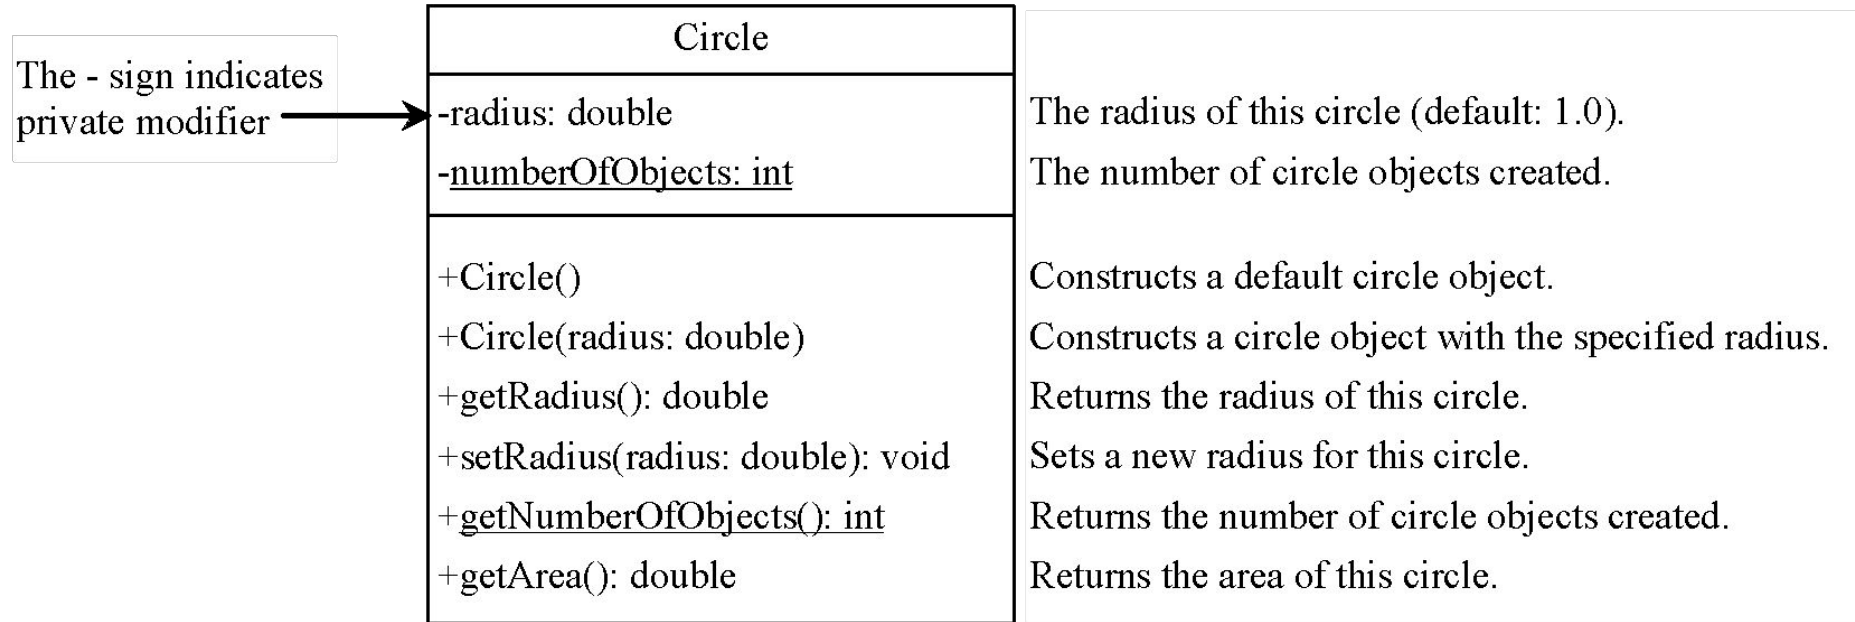 Circle
The - sign indicates
private modifier
-radius: double
The radius of this circle (default: 1.0).
-numberOfObjects: int
The number of circle objects created.
+Circle()
Constructs a default circle object.
+Circle(radius: double)
Constructs a circle object with the specified radius.
+getRadius(): double
Returns the radius of this circle.
+setRadius(radius: double): void
Sets a new radius for this circle.
+getNumberOfObjects(): int
Returns the number of circle objects created.
+getArea(): double
Returns the area of this circle.